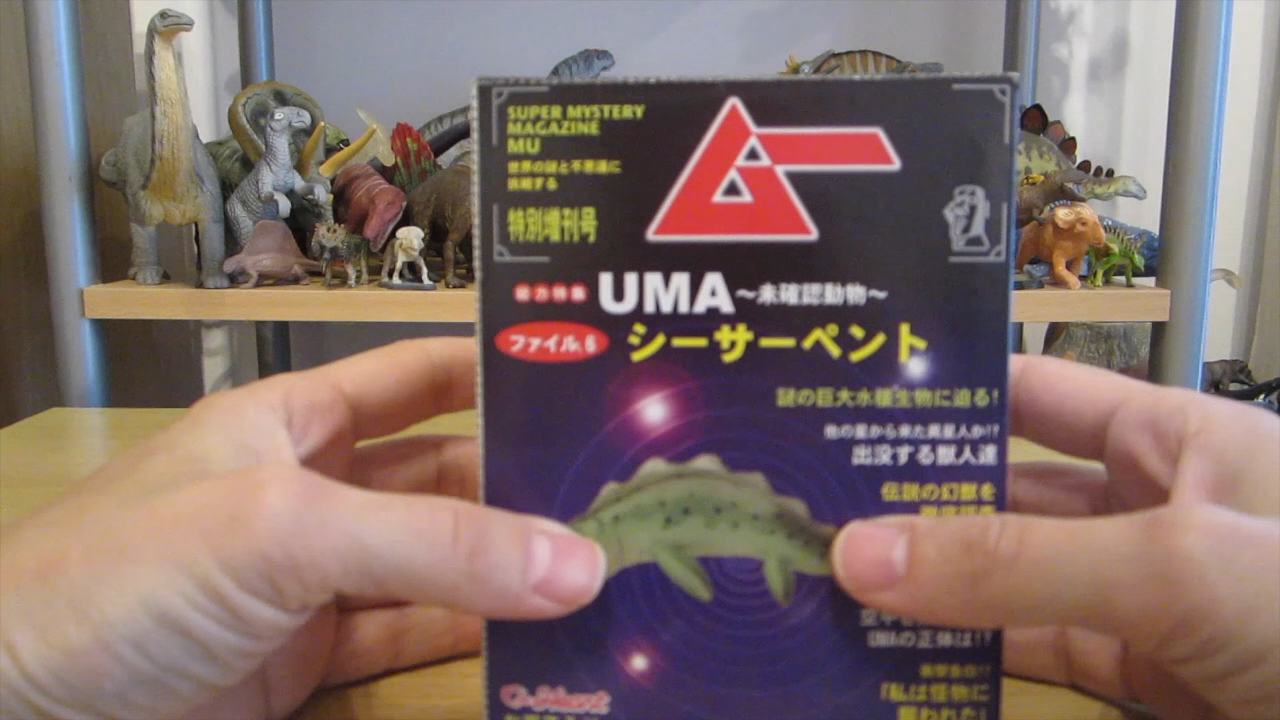 SUPER MYSTERY
MAGAZINE
MU
世界の謎と不思議に
挑戦する
特別増刊号
ムー
総力特集
UMA
～未確認動物～
ファイル6
シーサーペント
謎の巨大水棲生物に迫る!
他の星から来た異星人か!?
出没する獣人達
伝説の幻獣を
UMAの正体は!?
「私は怪物に
襲われた」